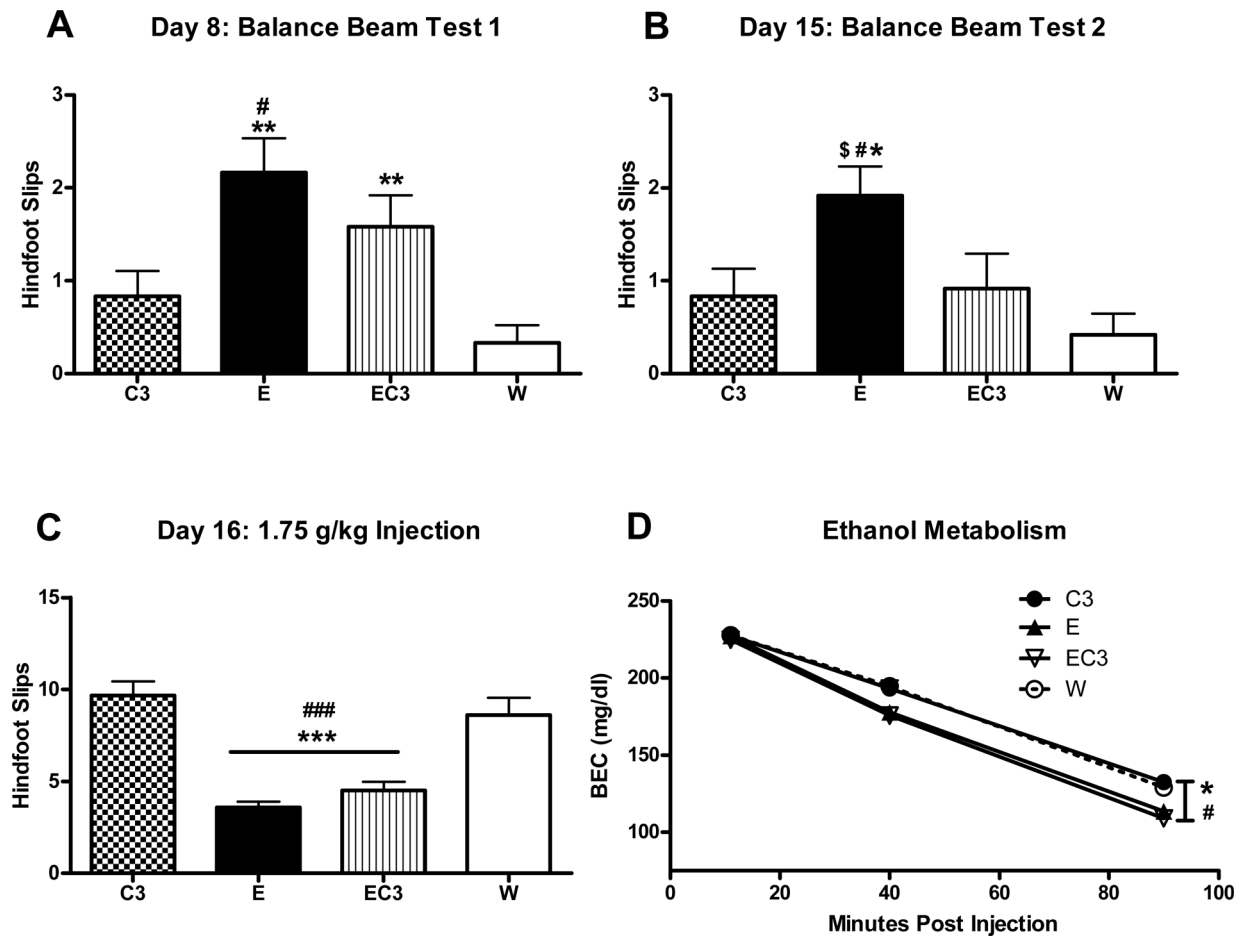 A Day 8: Balance Beam Test 1
Hindfoot Slips
3
2
1
0
#
**
**
C3 E EC3 W
B Day 15: Balance Beam Test 2
Hindfoot Slips
3
2
1
0
$ # *
C3 E EC3 W
C Day 16: 1.75 g/kg Injection
Hindfoot Slips
15
10
5
0
###
***
C3 E EC3 W
D Ethanol Metabolism
BEC (mg/dl)
250
200
150
100
C3
E
EC3
W
*
#
0 20 40 60 80 100
Minutes Post Injection